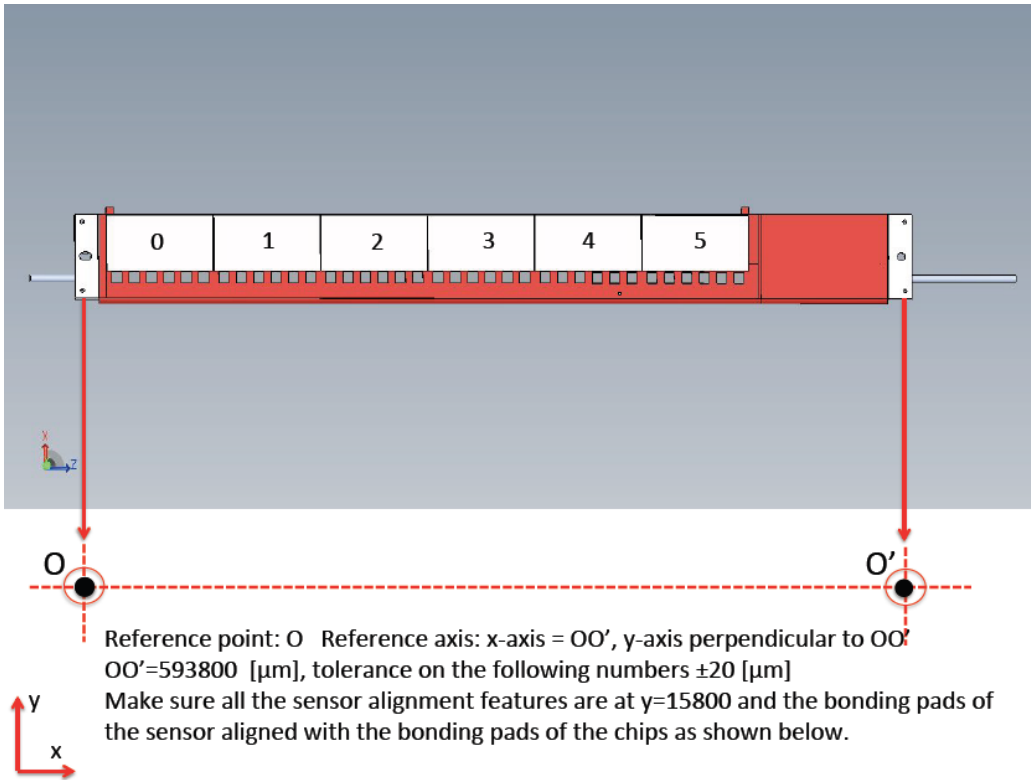 0 1 2 3 4 5
X
Z
O O’
Reference point: O Reference axis: x-axis = OO’, y-axis perpendicular to OO’
OO’=593800 [µm], tolerance on the following numbers ±20 [µm]
Make sure all the sensor alignment features are at y=15800 and the bonding pads of
the sensor aligned with the bonding pads of the chips as shown below.
y
x